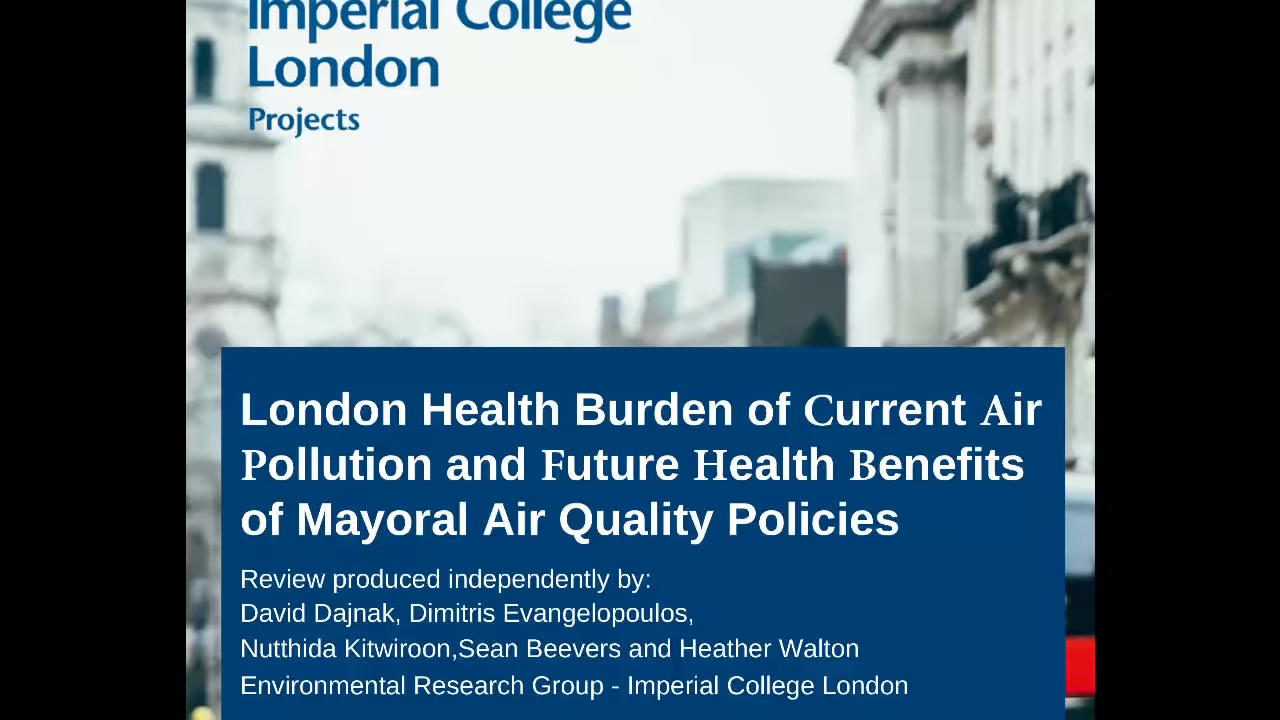 Imperial College
London
Projects
London Health Burden of Current Air
Pollution and Future Health Benefits
of Mayoral Air Quality Policies
Review produced independently by:
David Dajnak, Dimitris Evangelopoulos,
Nutthida Kitwiroon,Sean Beevers and Heather Walton
Environmental Research Group - Imperial College London